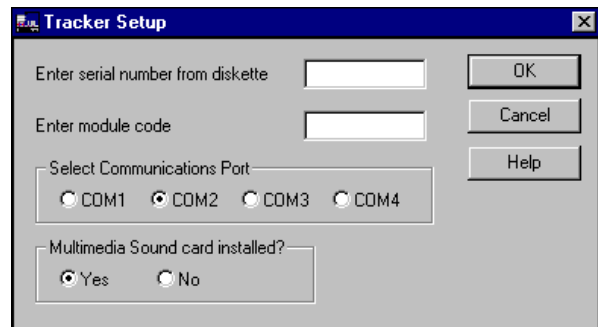 Tracker Setup
Enter serial number from diskette
OK
Enter module code
Cancel
Help
Select Communications Port
COM1 COM2 COM3 COM4
Multimedia Sound card installed?
Yes No